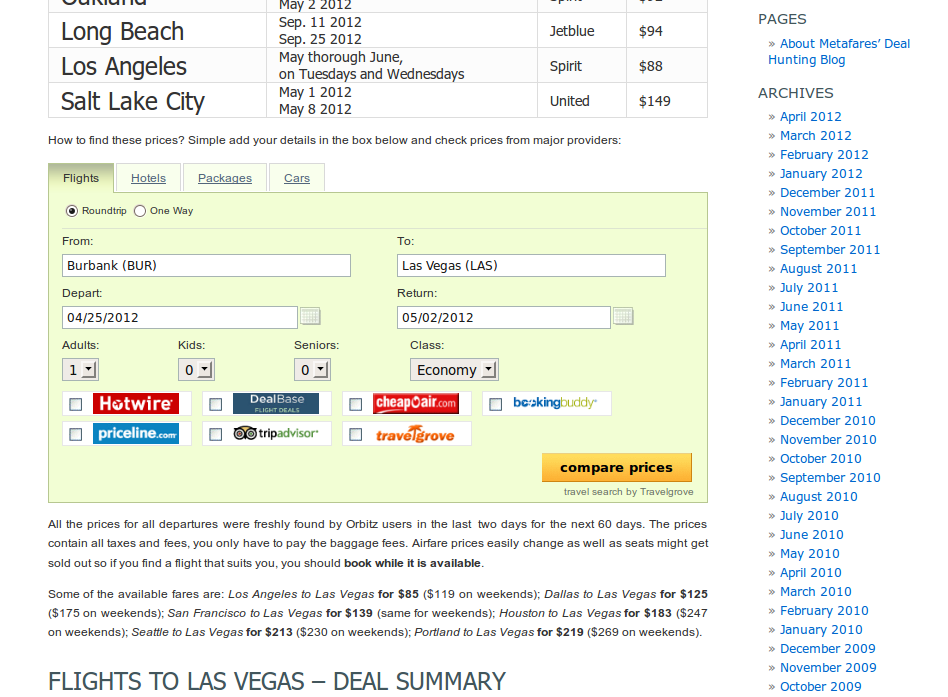 Oakland
May 2 2012
Spirit
$92
Long Beach
Sep. 11 2012
Sep. 25 2012
Jetblue
$94
Los Angeles
May thorough June,
on Tuesdays and Wednesdays
Spirit
$88
Salt Lake City
May 1 2012
May 8 2012
United
$149
How to find these prices? Simple add your details in the box below and check prices from major providers:
Flights Hotels Packages Cars
Roundtrip One Way
From: To:
Burbank (BUR) Las Vegas (LAS)
Depart: Return:
04/25/2012 05/02/2012
Adults: Kids: Seniors: Class:
1 0 0 Economy
Hotwire DealBase FLIGHT DEALS cheapOair.com bookingbuddy
priceline.com tripadvisor travelgrove
compare prices
travel search by Travelgrove
All the prices for all departures were freshly found by Orbitz users in the last two days for the next 60 days. The prices
contain all taxes and fees, you only have to pay the baggage fees. Airfare prices easily change as well as seats might get
sold out so if you find a flight that suits you, you should book while it is available.
Some of the available fares are: Los Angeles to Las Vegas for $85 ($119 on weekends); Dallas to Las Vegas for $125
($175 on weekends); San Francisco to Las Vegas for $139 (same for weekends); Houston to Las Vegas for $183 ($247
on weekends); Seattle to Las Vegas for $213 ($230 on weekends); Portland to Las Vegas for $219 ($269 on weekends).
FLIGHTS TO LAS VEGAS – DEAL SUMMARY
PAGES
» About Metafares' Deal
Hunting Blog
ARCHIVES
» April 2012
» March 2012
» February 2012
» January 2012
» December 2011
» November 2011
» October 2011
» September 2011
» August 2011
» July 2011
» June 2011
» May 2011
» April 2011
» March 2011
» February 2011
» January 2011
» December 2010
» November 2010
» October 2010
» September 2010
» August 2010
» July 2010
» June 2010
» May 2010
» April 2010
» March 2010
» February 2010
» January 2010
» December 2009
» November 2009
» October 2009